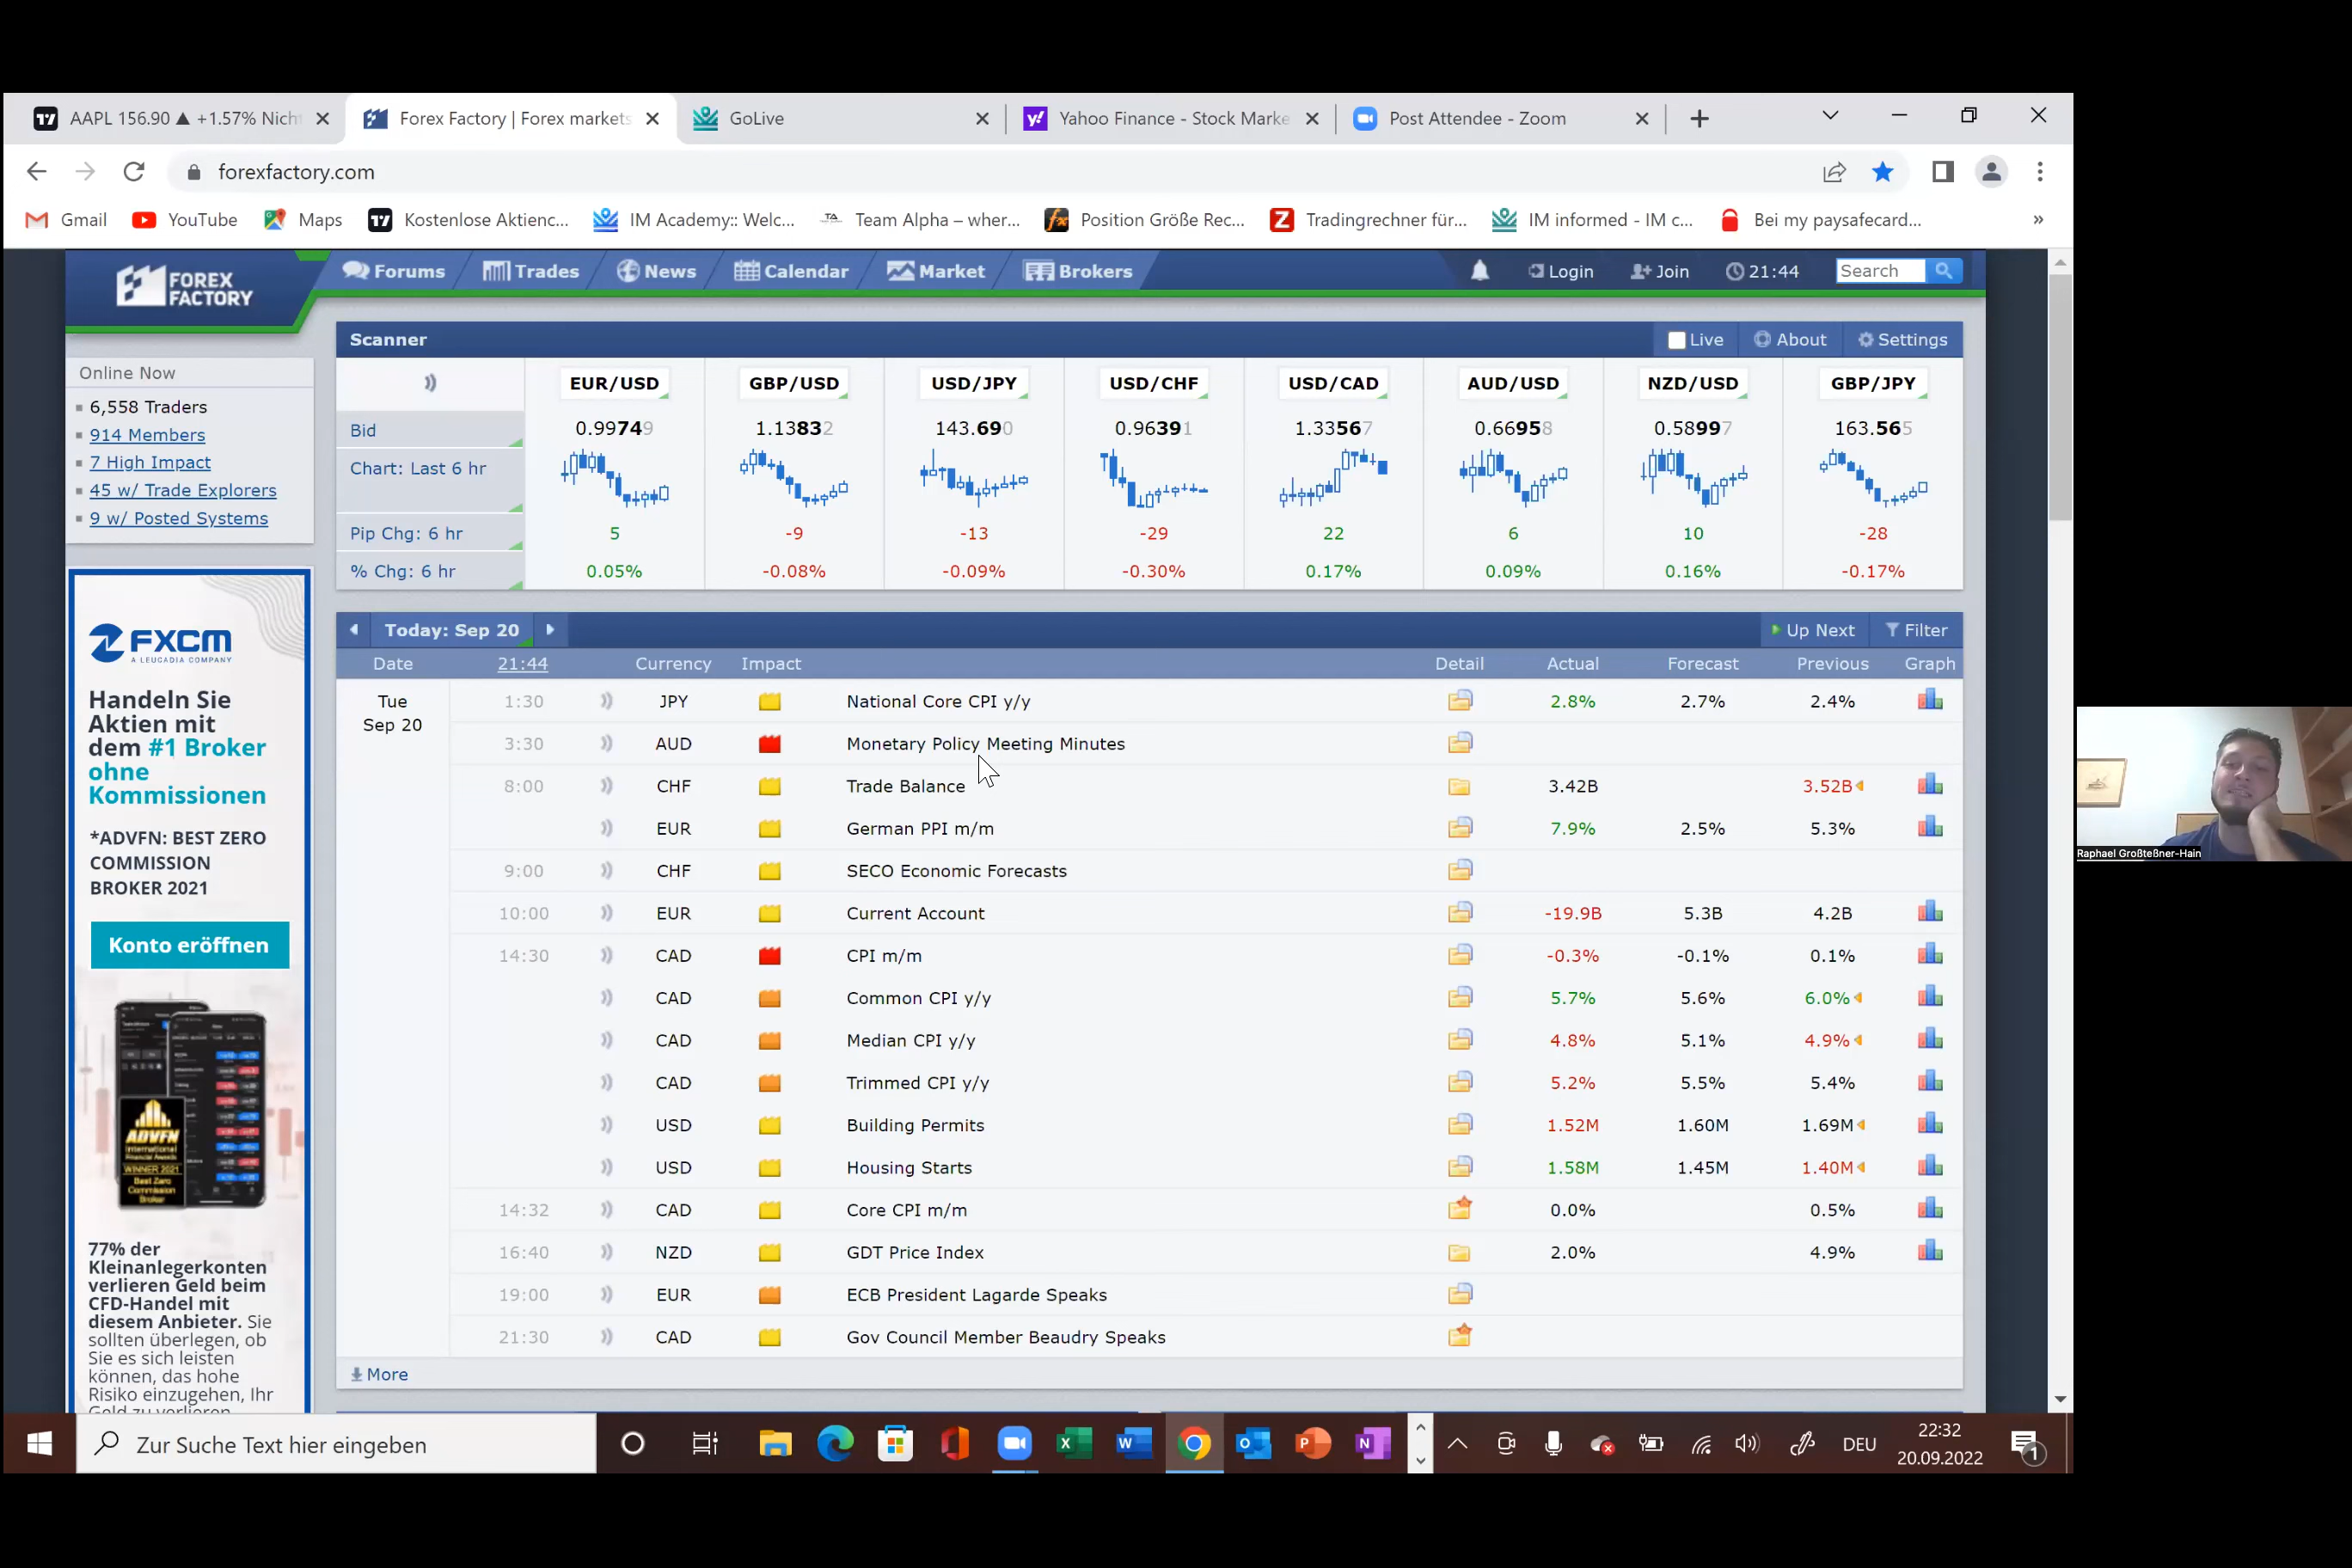 AAPL 156.90 ▲ +1.57% Nich
Forex Factory | Forex markets
GoLive
Yahoo Finance - Stock Marke
Post Attendee - Zoom
forexfactory.com
Gmail
YouTube
Maps
Kostenlose Aktienc...
IM Academy:: Welc...
Team Alpha – wher...
Position Größe Rec...
Tradingrechner für...
IM informed - IM c...
Bei my paysafecard...
»
FOREX
FACTORY
Forums Trades News Calendar Market Brokers Login Join 21:44 Search
Scanner Live About Settings
EUR/USD GBP/USD USD/JPY USD/CHF USD/CAD AUD/USD NZD/USD GBP/JPY
Bid 0.99749 1.13832 143.690 0.96391 1.33567 0.66958 0.58997 163.565
Chart: Last 6 hr
Pip Chg: 6 hr 5 -9 -13 -29 22 6 10 -28
% Chg: 6 hr 0.05% -0.08% -0.09% -0.30% 0.17% 0.09% 0.16% -0.17%
Online Now
6,558 Traders
914 Members
7 High Impact
45 w/ Trade Explorers
9 w/ Posted Systems
FXCM
A LEUCADIA COMPANY
Handeln Sie
Aktien mit
dem #1 Broker
ohne
Kommissionen
*ADVFN: BEST ZERO
COMMISSION
BROKER 2021
Konto eröffnen
ADVFN
International
Financial Awards
WINNER 2021
Best Zero
Commission
Broker
77% der
Kleinanlegerkonten
verlieren Geld beim
CFD-Handel mit
diesem Anbieter. Sie
sollten überlegen, ob
Sie es sich leisten
können, das hohe
Risiko einzugehen, Ihr
Geld zu verlieren
Today: Sep 20 Up Next Filter
Date 21:44 Currency Impact Detail Actual Forecast Previous Graph
Tue
Sep 20
1:30 JPY National Core CPI y/y 2.8% 2.7% 2.4%
3:30 AUD Monetary Policy Meeting Minutes
8:00 CHF Trade Balance 3.42B 3.52B
EUR German PPI m/m 7.9% 2.5% 5.3%
9:00 CHF SECO Economic Forecasts
10:00 EUR Current Account -19.9B 5.3B 4.2B
14:30 CAD CPI m/m -0.3% -0.1% 0.1%
CAD Common CPI y/y 5.7% 5.6% 6.0%
CAD Median CPI y/y 4.8% 5.1% 4.9%
CAD Trimmed CPI y/y 5.2% 5.5% 5.4%
USD Building Permits 1.52M 1.60M 1.69M
USD Housing Starts 1.58M 1.45M 1.40M
14:32 CAD Core CPI m/m 0.0% 0.5%
16:40 NZD GDT Price Index 2.0% 4.9%
19:00 EUR ECB President Lagarde Speaks
21:30 CAD Gov Council Member Beaudry Speaks
More
Raphael Großteßner-Hain
Zur Suche Text hier eingeben
DEU
22:32
20.09.2022
1